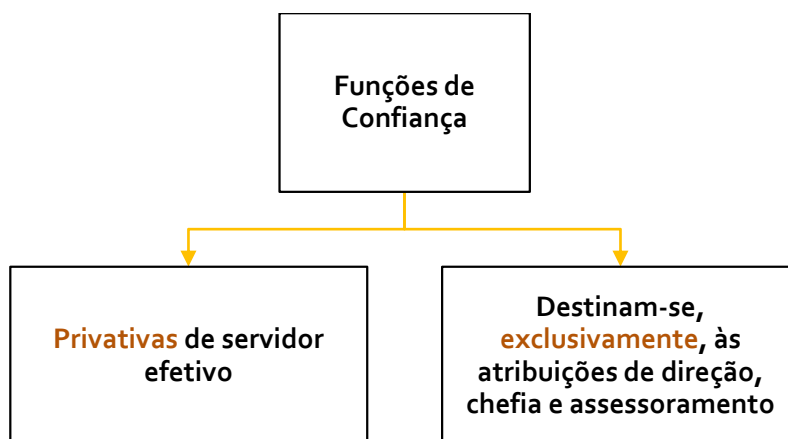 Funções de
Confiança
Privativas de servidor
efetivo
Destinam-se,
exclusivamente, às
atribuições de direção,
chefia e assessoramento